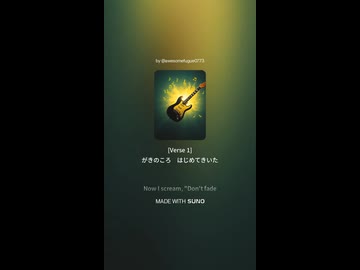 by @awesomefugue0771
[Verse 1]
がきのころ　はじめてきいた
Now I scream, "Don't fade
MADE WITH SUNO